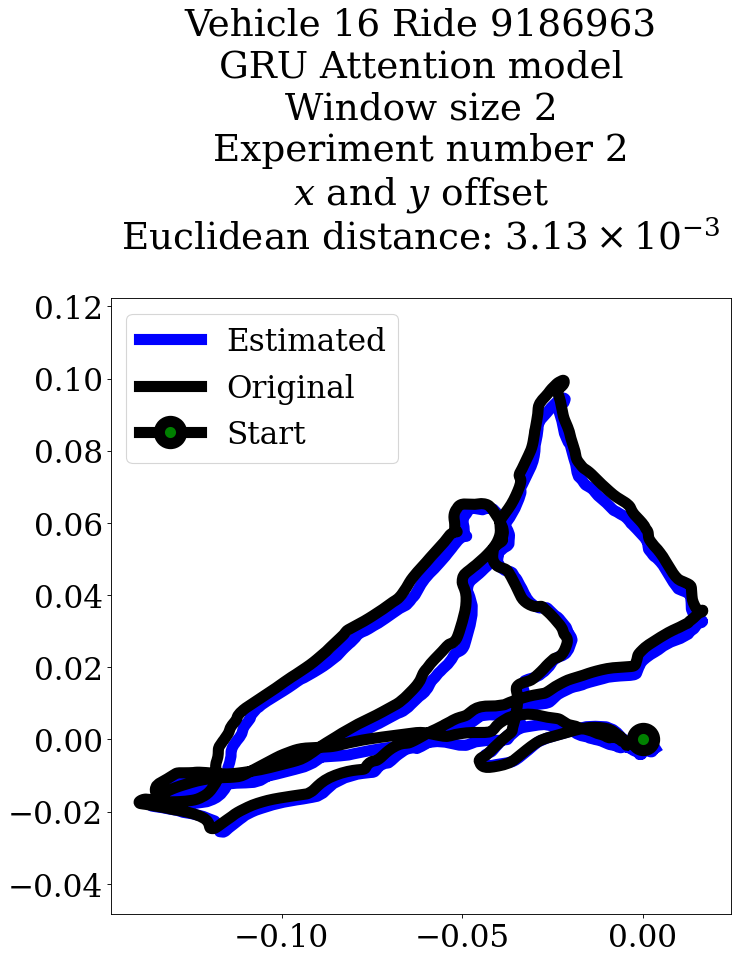 Vehicle 16 Ride 9186963
GRU Attention model
Window size 2
Experiment number 2
x and y offset
Euclidean distance: 3.13 × 10⁻³
0.12
0.10
0.08
0.06
0.04
0.02
0.00
−0.02
−0.04
Estimated
Original
Start
−0.10 −0.05 0.00